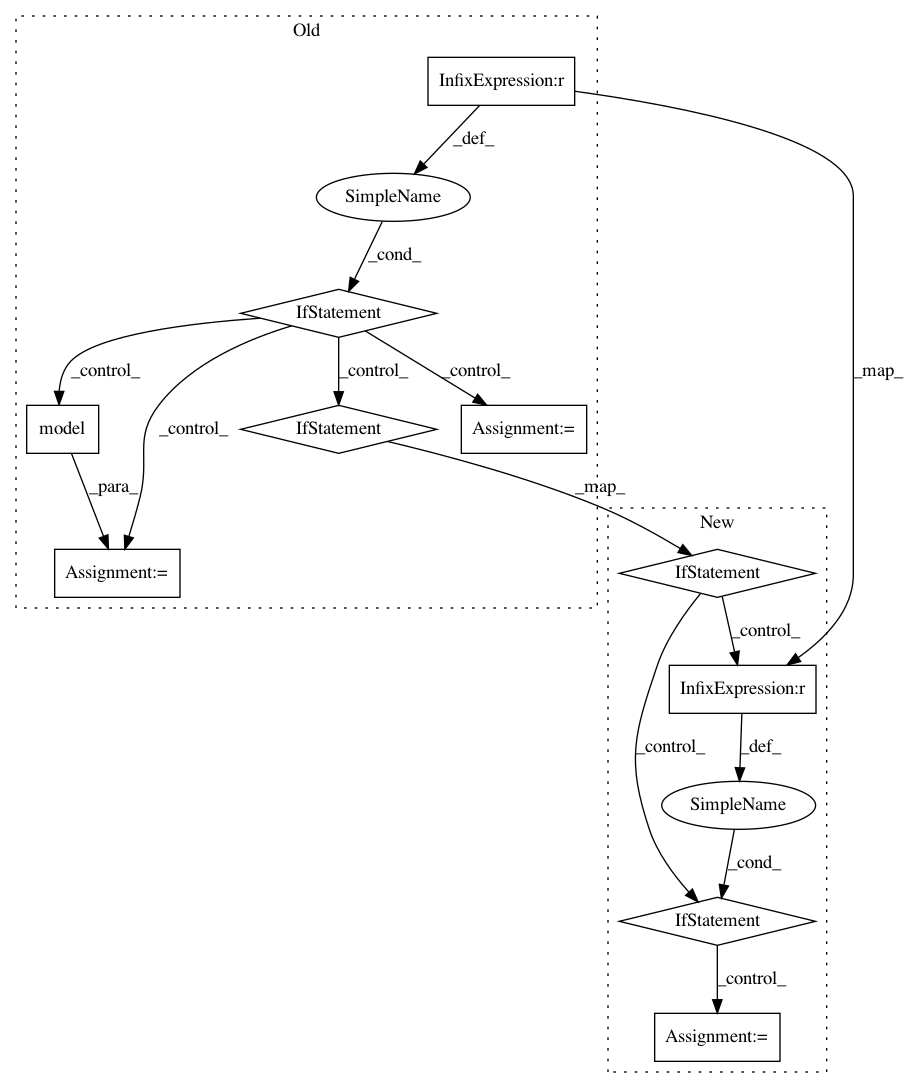 Old
InfixExpression:r
_def_
SimpleName
_cond_
IfStatement
_control_
_control_
_control_
_control_
_map_
model
IfStatement
Assignment:=
_para_
_map_
Assignment:=
New
IfStatement
_control_
InfixExpression:r
_control_
_def_
SimpleName
_cond_
IfStatement
_control_
Assignment:=